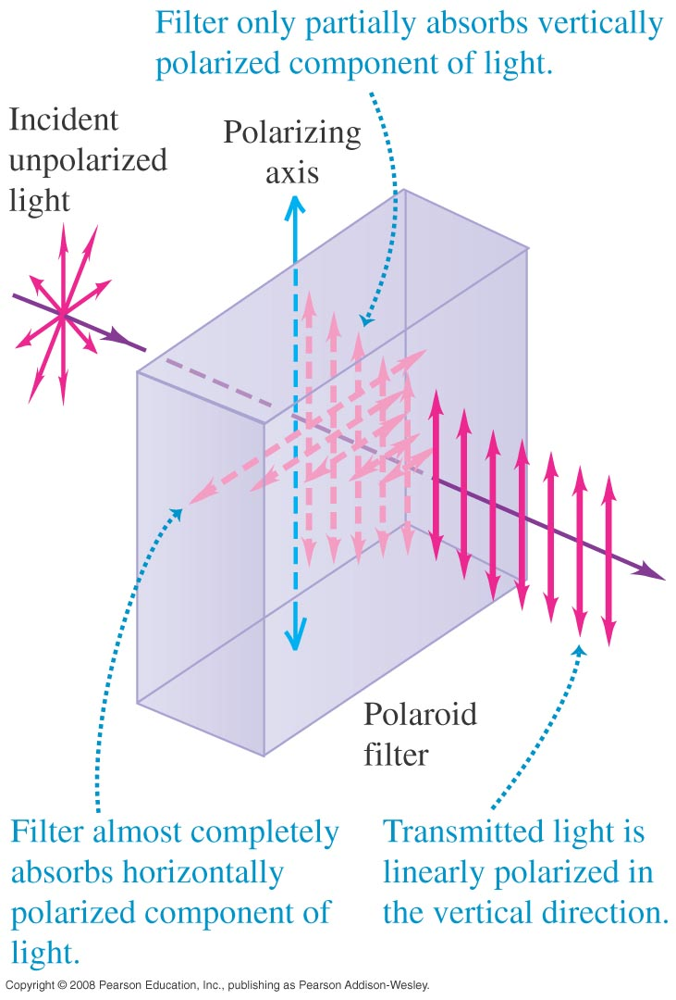 Filter only partially absorbs vertically
polarized component of light.
Incident
unpolarized
light
Polarizing
axis
Polaroid
filter
Filter almost completely
absorbs horizontally
polarized component of
light.
Transmitted light is
linearly polarized in
the vertical direction.
Copyright © 2008 Pearson Education, Inc., publishing as Pearson Addison-Wesley.